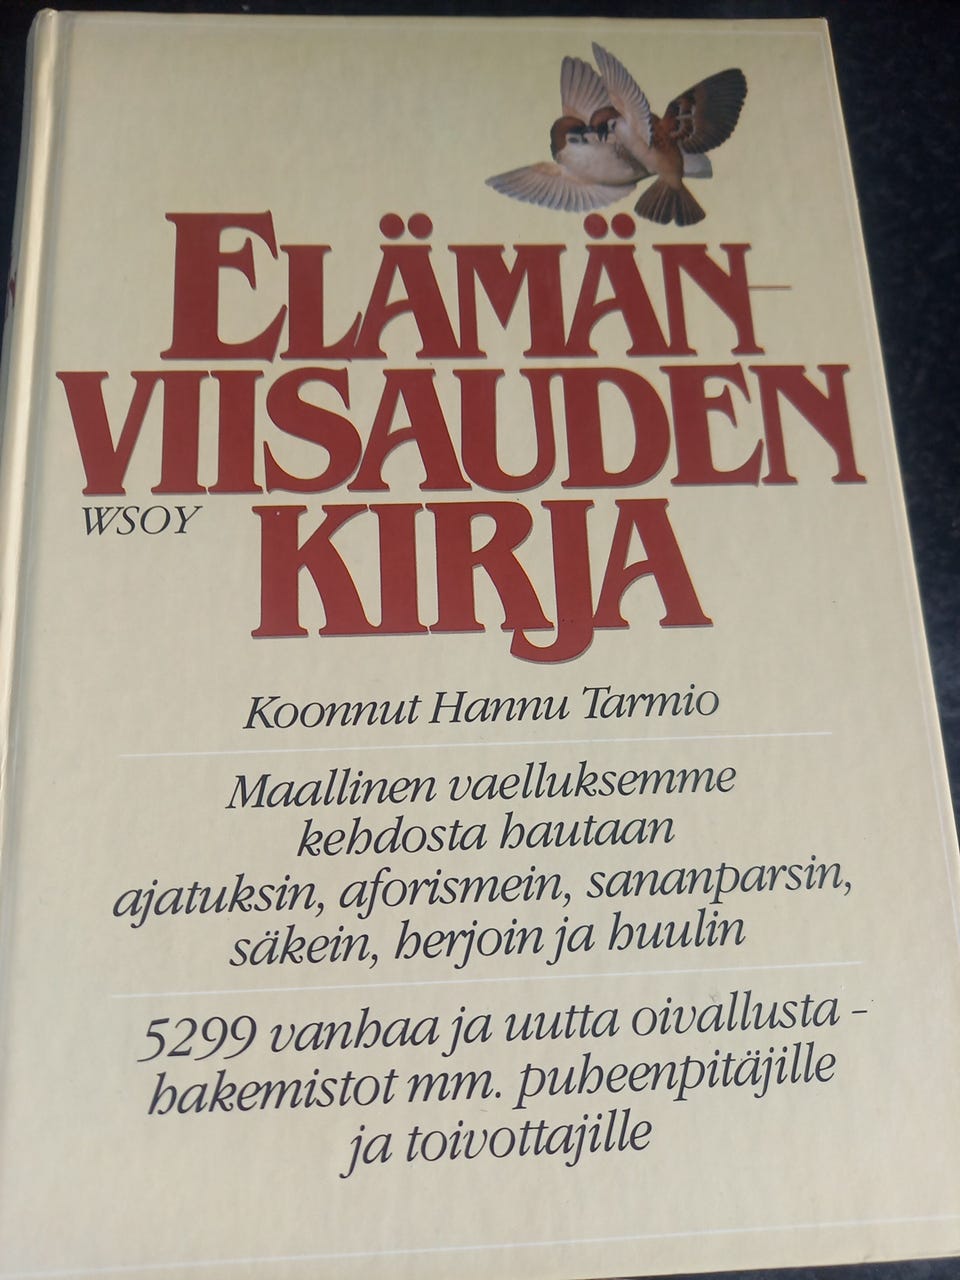 ELÄMÄN-
VIISAUDEN
WSOY
KIRJA
Koonnut Hannu Tarmio
Maallinen vaelluksemme
kehdosta hautaan
ajatuksin, aforismein, sananparsin,
säkein, herjoin ja huulin
5299 vanhaa ja uutta oivallusta –
hakemistot mm. puheenpitäjille
ja toivottajille